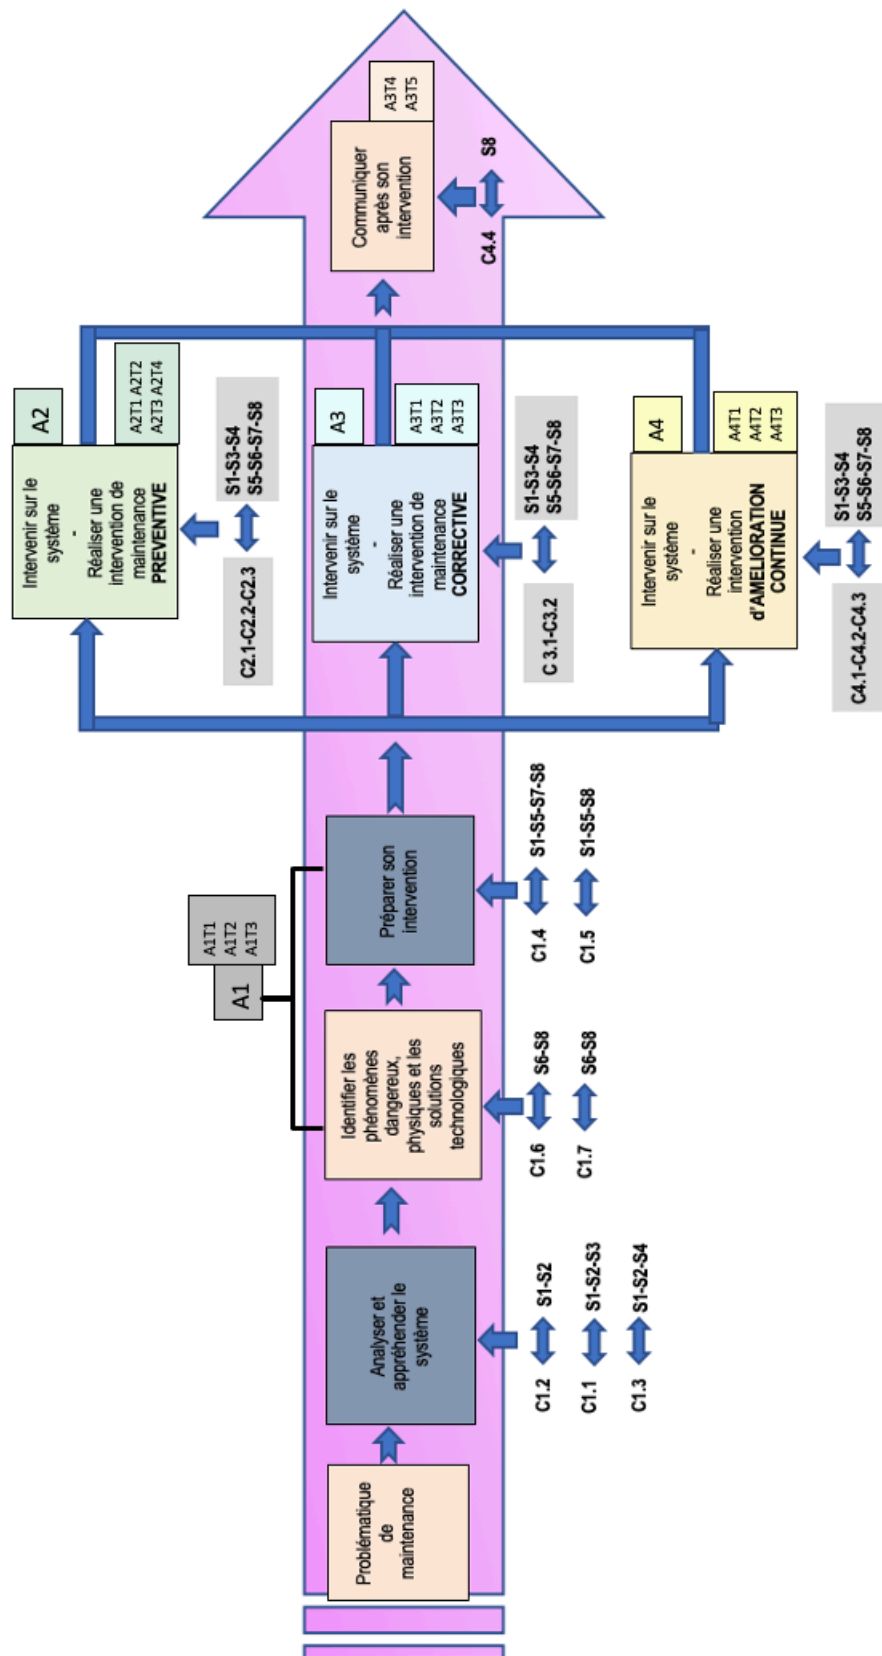 Problématique
de
maintenance
Analyser et
appréhender le
système
C1.2 S1-S2
C1.1 S1-S2-S3
C1.3 S1-S2-S4
A1
A1T1
A1T2
A1T3
Identifier les
phénomènes
dangereux,
physiques et les
solutions
technologiques
C1.6 S6-S8
C1.7 S6-S8
Préparer son
intervention
C1.4 S1-S5-S7-S8
C1.5 S1-S5-S8
Intervenir sur le
système
-
Réaliser une
intervention de
maintenance
PREVENTIVE
A2
A2T1 A2T2
A2T3 A2T4
C2.1-C2.2-C2.3
S1-S3-S4
S5-S6-S7-S8
Intervenir sur le
système
-
Réaliser une
intervention de
maintenance
CORRECTIVE
A3
A3T1
A3T2
A3T3
C 3.1-C3.2
S1-S3-S4
S5-S6-S7-S8
Intervenir sur le
système
-
Réaliser une
intervention
d'AMELIORATION
CONTINUE
A4
A4T1
A4T2
A4T3
C4.1-C4.2-C4.3
S1-S3-S4
S5-S6-S7-S8
Communiquer
après son
intervention
A3T4
A3T5
C4.4 S8